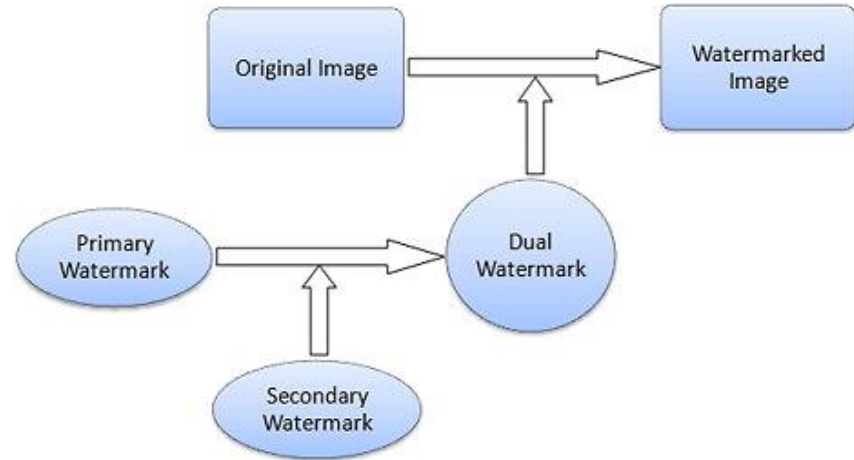 Original Image
Watermarked
Image
Primary
Watermark
Dual
Watermark
Secondary
Watermark